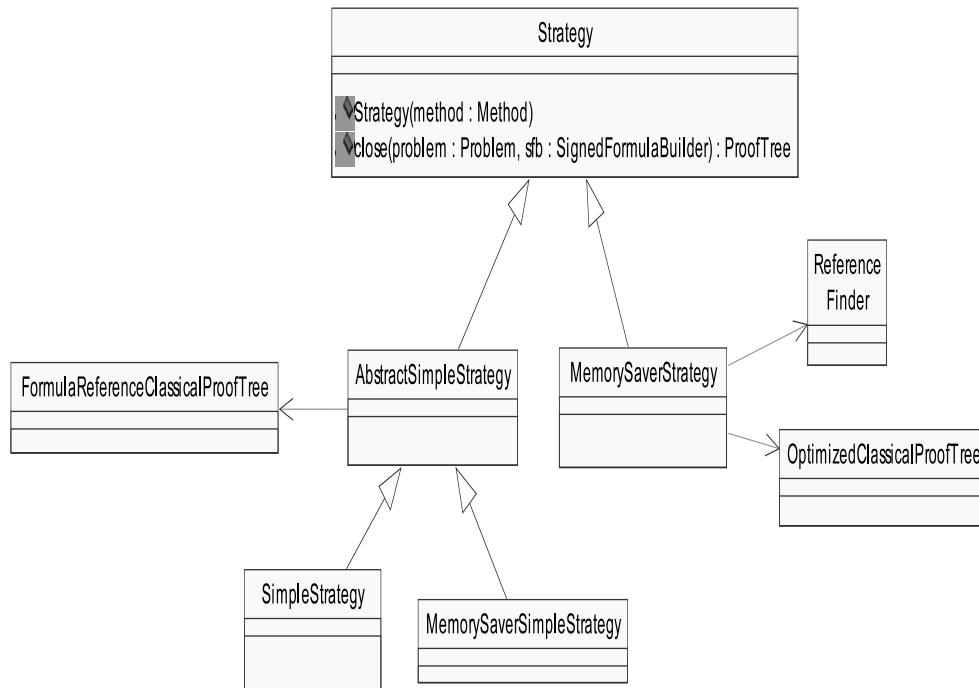 Strategy
Strategy(method : Method)
close(problem : Problem, sfb : SignedFormulaBuilder) : ProofTree
Reference
Finder
AbstractSimpleStrategy
MemorySaverStrategy
FormulaReferenceClassicalProofTree
OptimizedClassicalProofTree
SimpleStrategy
MemorySaverSimpleStrategy